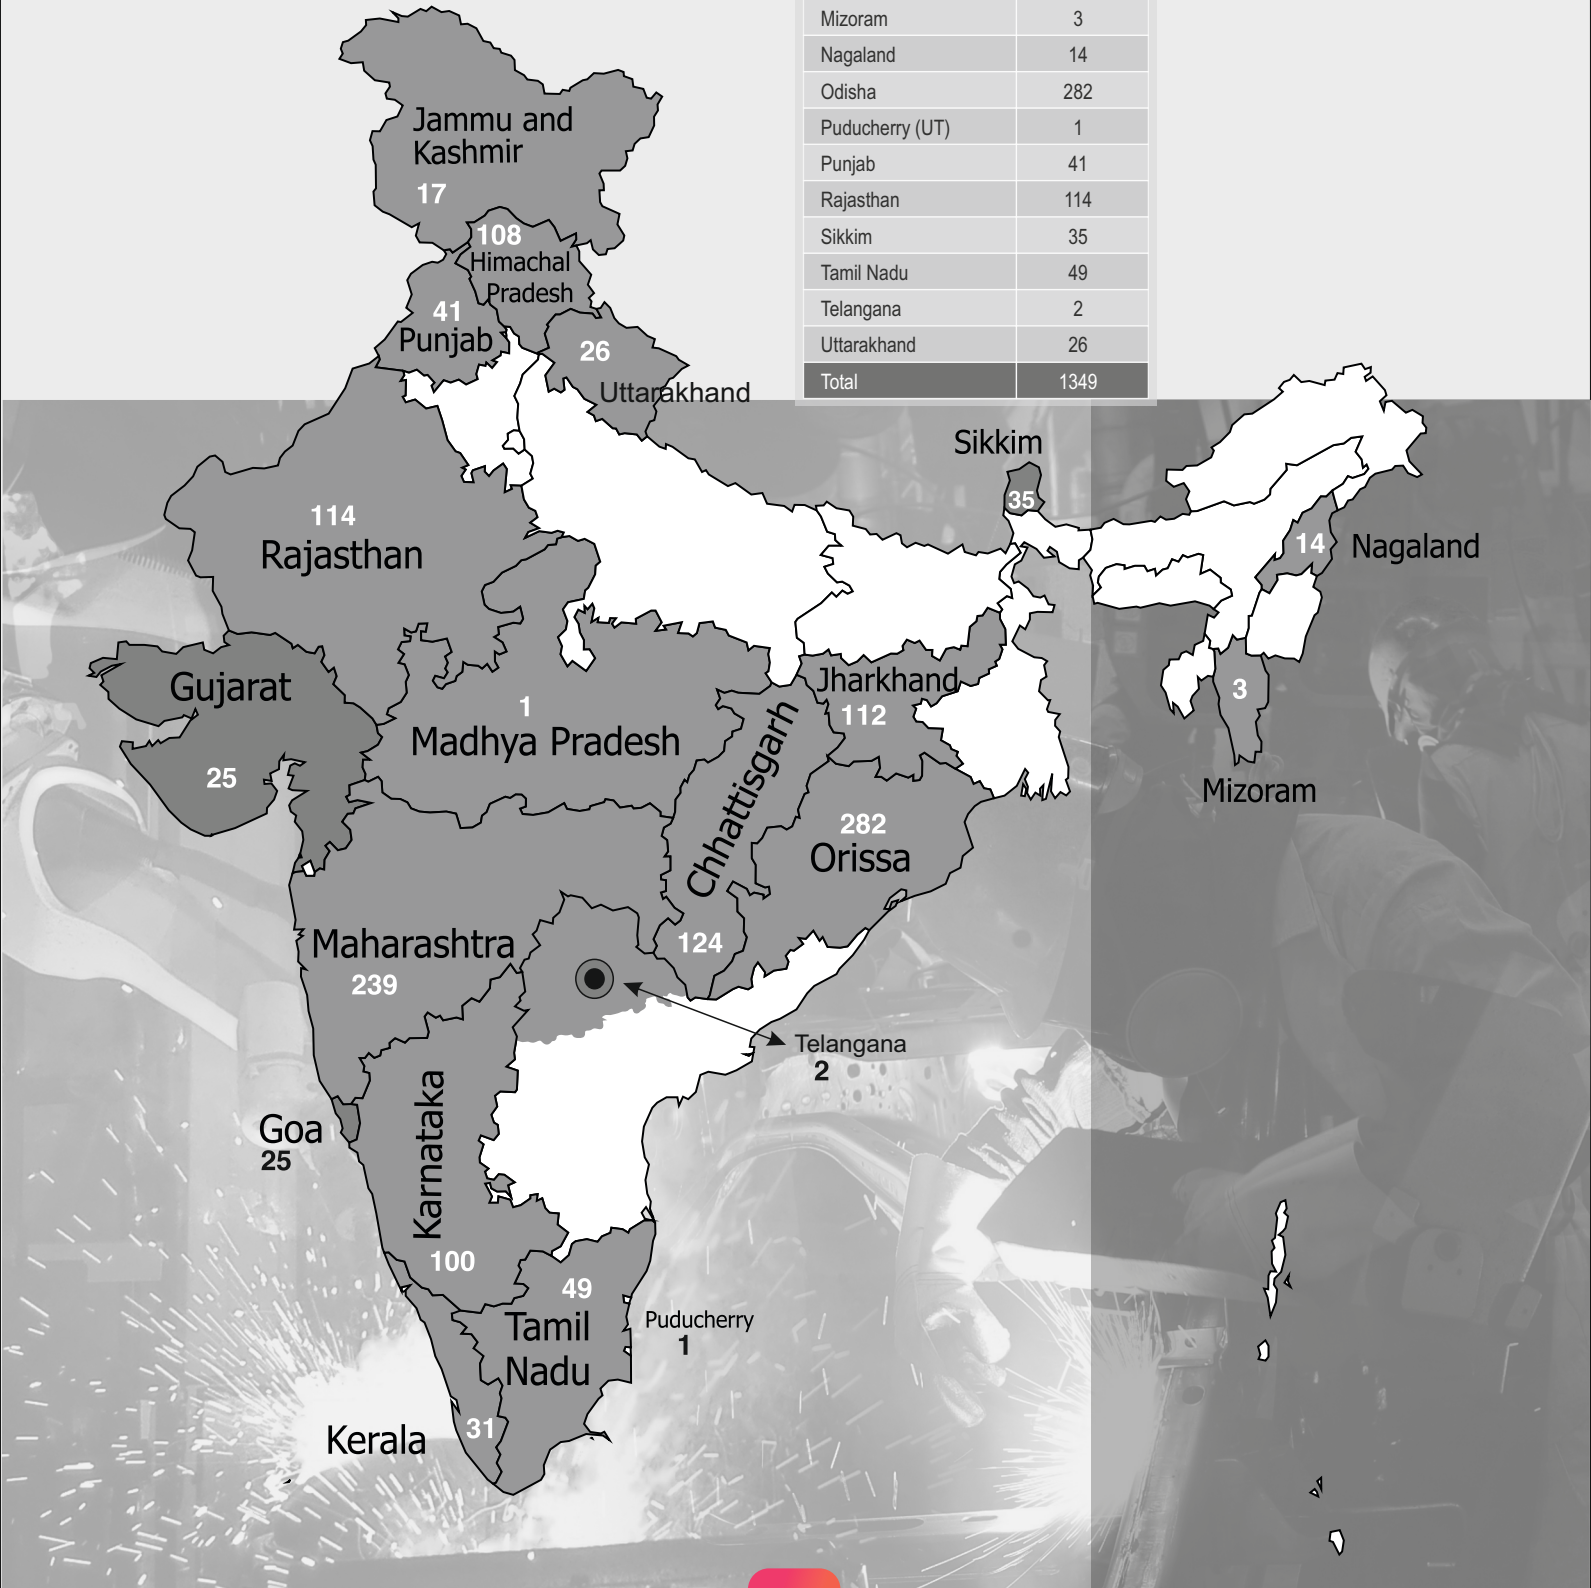 Mizoram 3
Nagaland 14
Odisha 282
Puducherry (UT) 1
Punjab 41
Rajasthan 114
Sikkim 35
Tamil Nadu 49
Telangana 2
Uttarakhand 26
Total 1349
Jammu and
Kashmir
17
108
Himachal
Pradesh
41
Punjab
26
Uttarakhand
Sikkim
35
114
Rajasthan
14
Nagaland
Gujarat
25
1
Madhya Pradesh
Jharkhand
112
3
Mizoram
Chhattisgarh
124
282
Orissa
Maharashtra
239
Telangana
2
Goa
25
Karnataka
100
49
Tamil
Nadu
Puducherry
1
Kerala
31